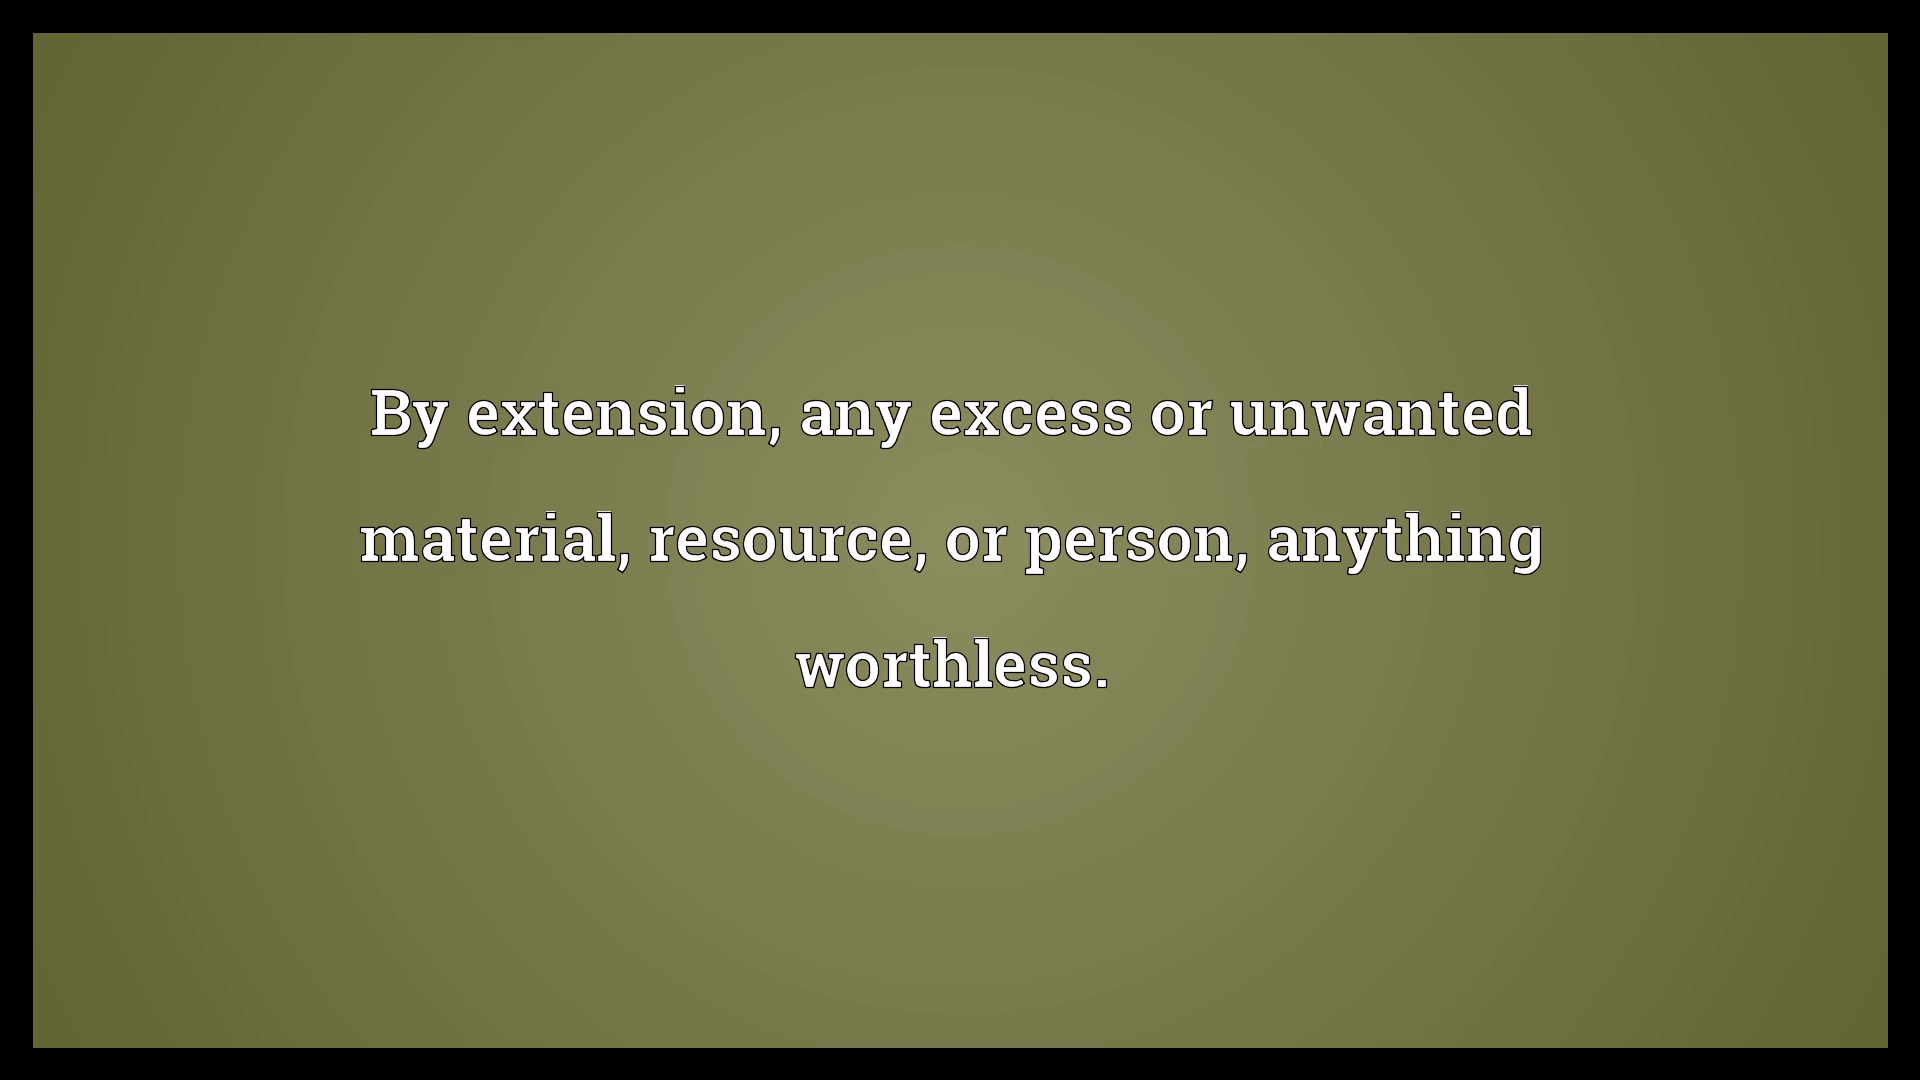 By extension, any excess or unwanted
material, resource, or person, anything
worthless.